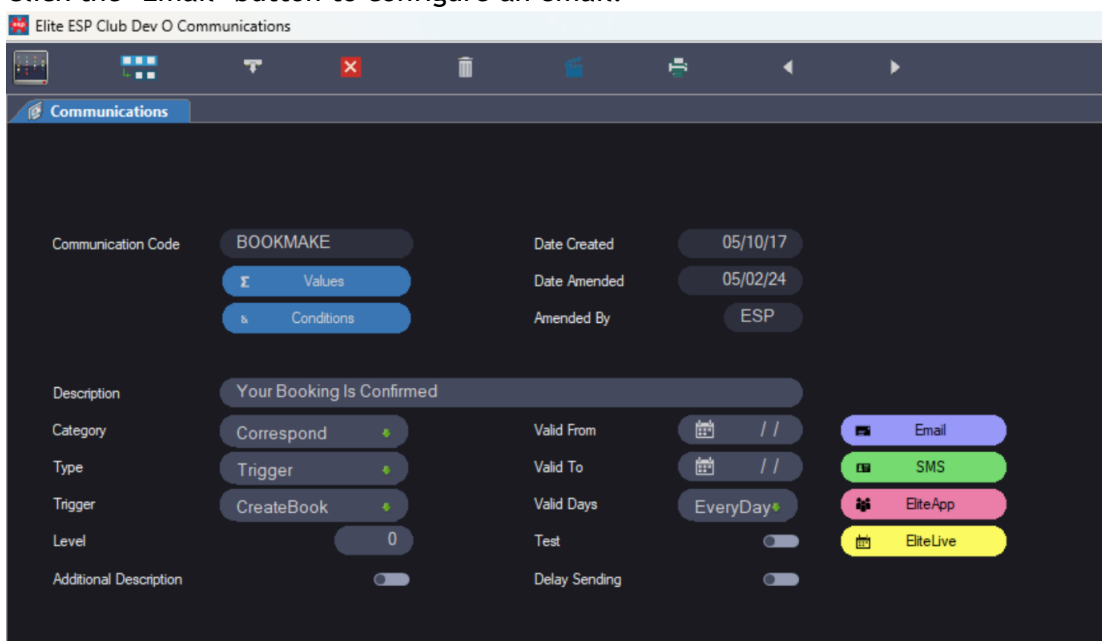 Click the "Email" button to configure an email.
Elite ESP Club Dev O Communications
Communications
Communication Code BOOKMAKE Date Created 05/10/17
Values Date Amended 05/02/24
Conditions Amended By ESP
Description Your Booking Is Confirmed
Category Correspond Valid From / / Email
Type Trigger Valid To / / SMS
Trigger CreateBook Valid Days EveryDay EliteApp
Level 0 Test EliteLive
Additional Description Delay Sending